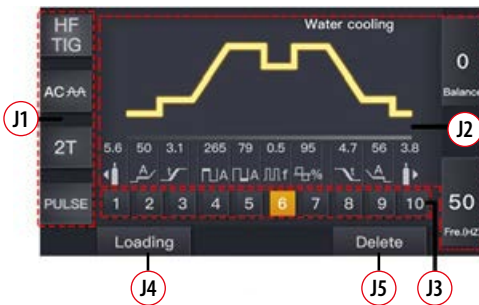 HF
TIG
Water cooling
0
Balance
AC
J1
J2
2T
5.6 50 3.1 265 79 0.5 95 4.7 56 3.8
A A A f % A
PULSE
1 2 3 4 5 6 7 8 9 10
50
Fre.(HZ)
Loading
Delete
J4
J5
J3